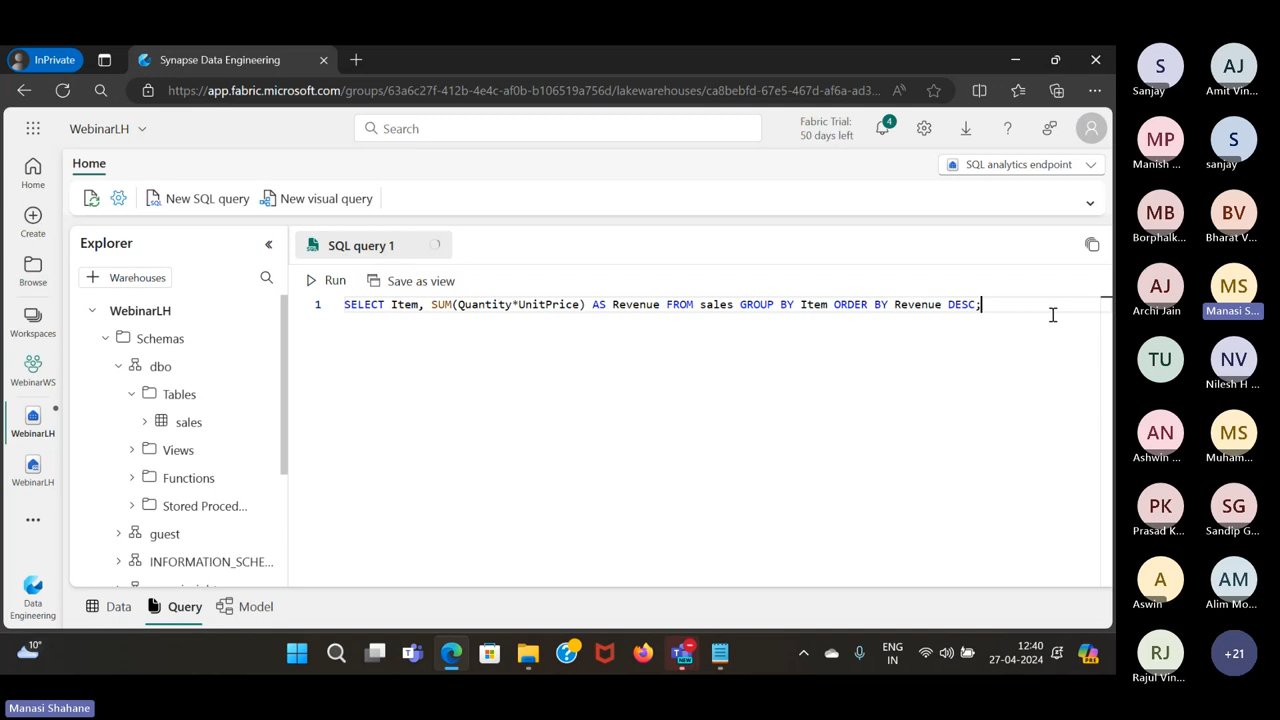 InPrivate
Synapse Data Engineering
https://app.fabric.microsoft.com/groups/63a6c27f-412b-4e4c-af0b-b106519a756d/lakewarehouses/ca8bebfd-67e5-467d-af6a-ad3...
WebinarLH
Search
Fabric Trial:
50 days left
4
?
Home
SQL analytics endpoint
New SQL query
New visual query
Home
Create
Browse
Workspaces
WebinarWS
WebinarLH
WebinarLH
Data
Engineering
Explorer
Warehouses
WebinarLH
Schemas
dbo
Tables
sales
Views
Functions
Stored Proced...
guest
INFORMATION_SCHE...
SQL query 1
Run
Save as view
1 SELECT Item, SUM(Quantity*UnitPrice) AS Revenue FROM sales GROUP BY Item ORDER BY Revenue DESC;
Data
Query
Model
10°
NEW
ENG
IN
12:40
27-04-2024
PRE
S
Sanjay
AJ
Amit Vin...
MP
Manish ...
S
sanjay
MB
Borphalk...
BV
Bharat V...
AJ
Archi Jain
MS
Manasi S...
TU
NV
Nilesh H ...
AN
Ashwin ...
MS
Muham...
PK
Prasad K...
SG
Sandip G...
A
Aswin
AM
Alim Mo...
RJ
Rajul Vin...
+21
Manasi Shahane